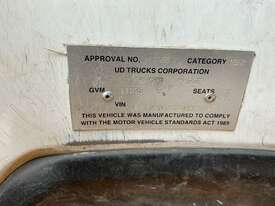 APPROVAL NO. CATEGORY
UD TRUCKS CORPORATION
GVM SEATS
VIN
THIS VEHICLE WAS MANUFACTURED TO COMPLY
WITH THE MOTOR VEHICLE STANDARDS ACT 1989